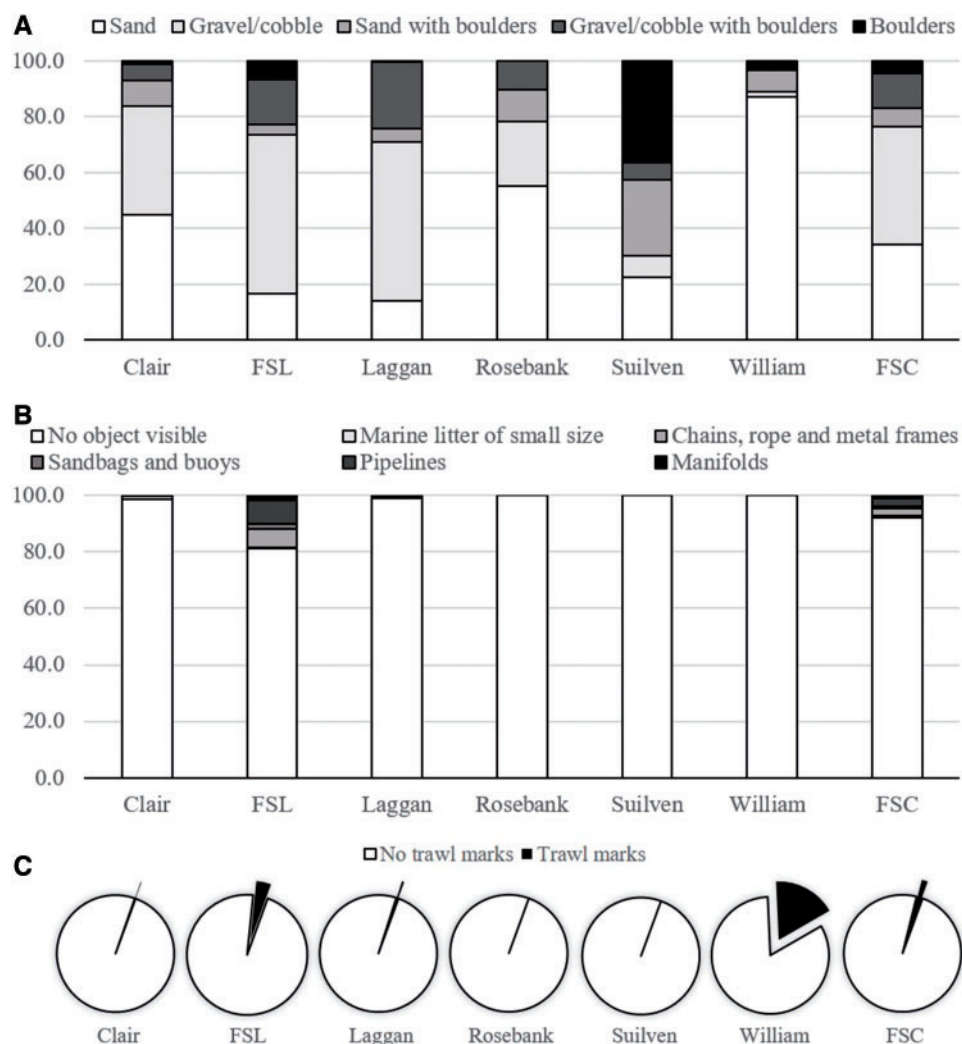 A
Sand Gravel/cobble Sand with boulders Gravel/cobble with boulders Boulders
100.0
80.0
60.0
40.0
20.0
0.0
Clair FSL Laggan Rosebank Suilven William FSC
B
No object visible Marine litter of small size Chains, rope and metal frames
Sandbags and buoys Pipelines Manifolds
100.0
80.0
60.0
40.0
20.0
0.0
Clair FSL Laggan Rosebank Suilven William FSC
C
No trawl marks Trawl marks
Clair FSL Laggan Rosebank Suilven William FSC